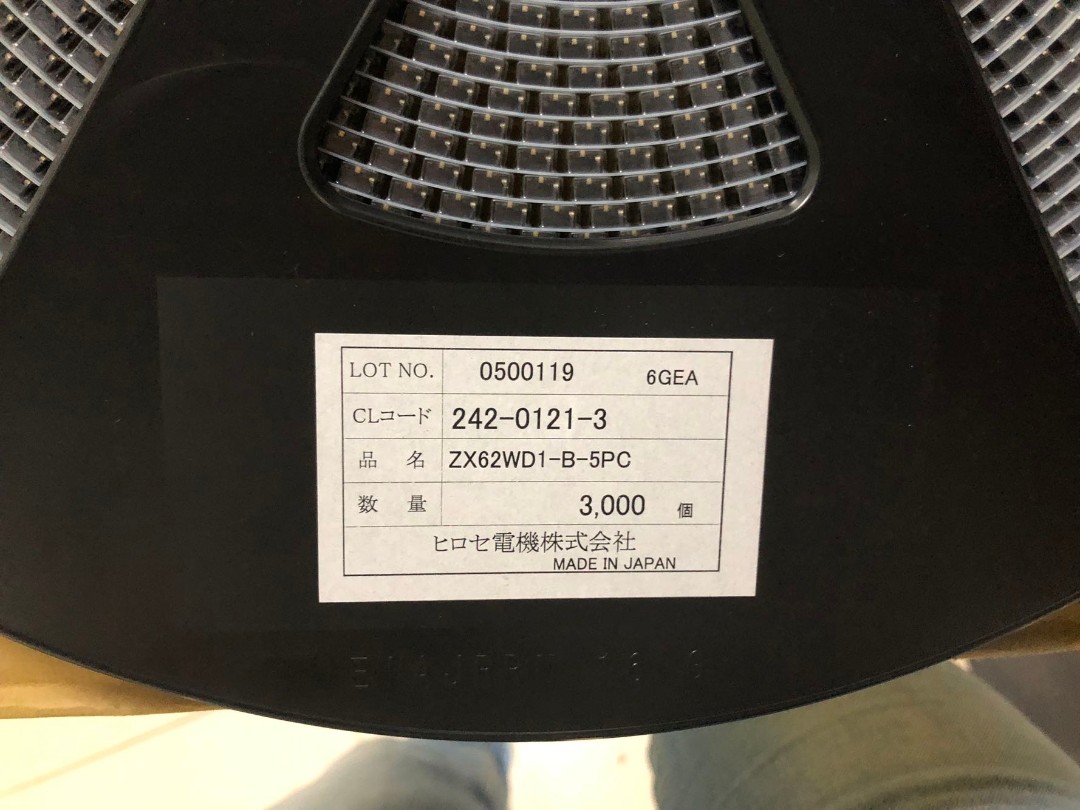 LOT NO. 0500119 6GEA
CLコード 242-0121-3
品 名 ZX62WD1-B-5PC
数 量 3,000 個
ヒロセ電機株式会社
MADE IN JAPAN